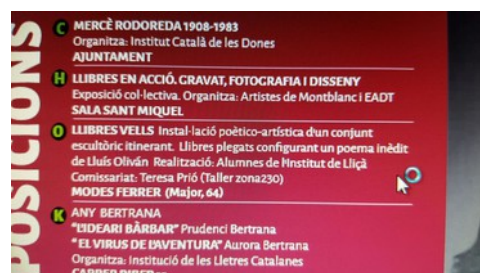 POSICIONS
C MERCÈ RODOREDA 1908-1983
Organitza: Institut Català de les Dones
AJUNTAMENT
H LLIBRES EN ACCIÓ. GRAVAT, FOTOGRAFIA I DISSENY
Exposició col·lectiva. Organitza: Artistes de Montblanc i EADT
SALA SANT MIQUEL
O LLIBRES VELLS Instal·lació poètico-artística d'un conjunt
escultòric itinerant. Llibres plegats configurant un poema inèdit
de Lluís Oliván Realització: Alumnes de l'Institut de Lliçà
Comissariat: Teresa Prió (Taller zona230)
MODES FERRER (Major, 64)
K ANY BERTRANA
"L'IDEARI BÀRBAR" Prudenci Bertrana
"EL VIRUS DE L'AVENTURA" Aurora Bertrana
Organitza: Institució de les Lletres Catalanes
CARRER